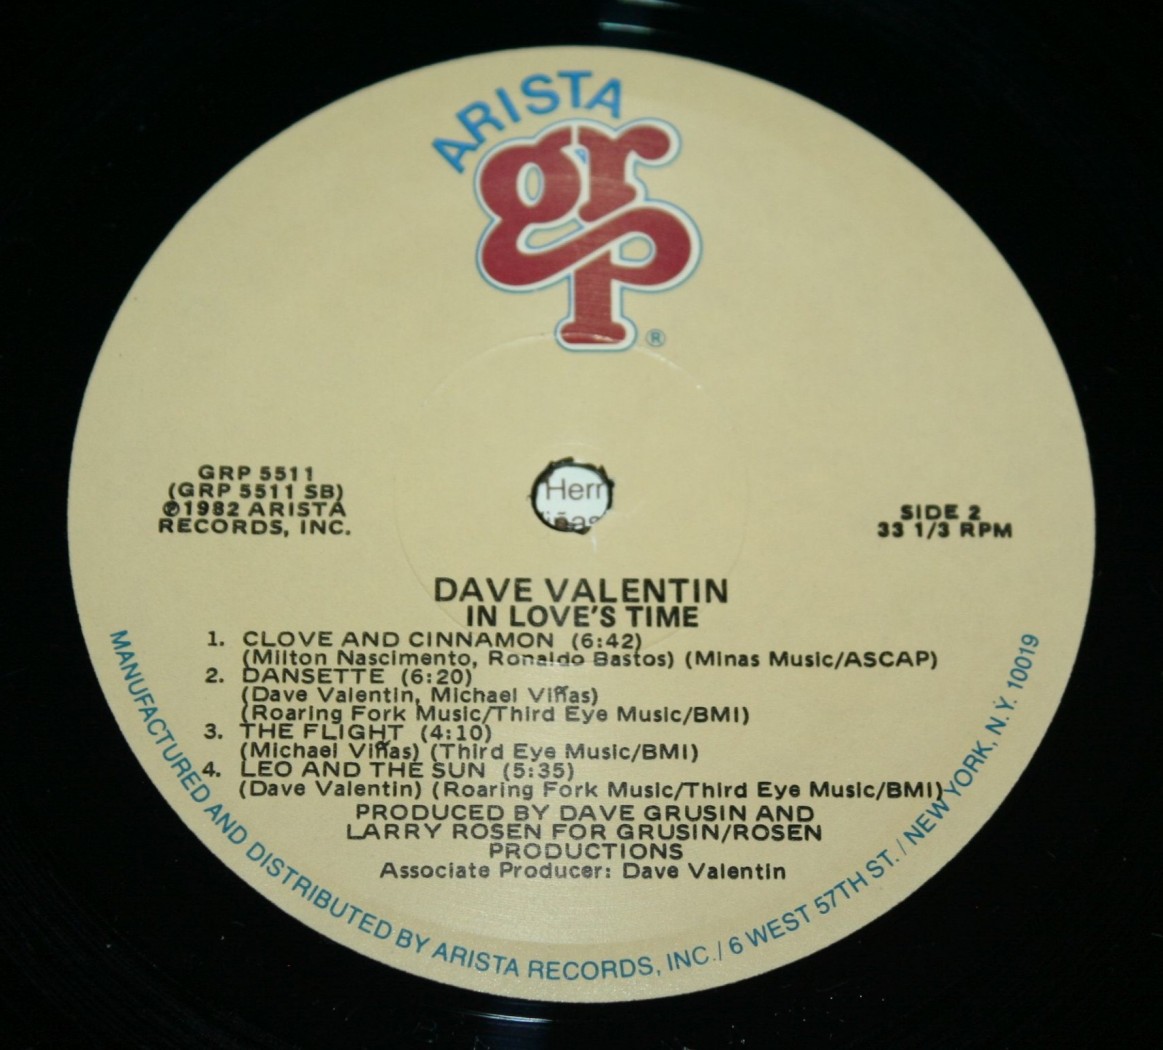 ARISTA
grp®
GRP 5511
(GRP 5511 SB)
℗1982 ARISTA
RECORDS, INC.
Herr
iñas
SIDE 2
33 1/3 RPM
DAVE VALENTIN
IN LOVE'S TIME
1. CLOVE AND CINNAMON (6:42)
(Milton Nascimento, Ronaldo Bastos) (Minas Music/ASCAP)
2. DANSETTE (6:20)
(Dave Valentin, Michael Viñas)
(Roaring Fork Music/Third Eye Music/BMI)
3. THE FLIGHT (4:10)
(Michael Viñas) (Third Eye Music/BMI)
4. LEO AND THE SUN (5:35)
(Dave Valentin) (Roaring Fork Music/Third Eye Music/BMI)
PRODUCED BY DAVE GRUSIN AND
LARRY ROSEN FOR GRUSIN/ROSEN
PRODUCTIONS
Associate Producer: Dave Valentin
MANUFACTURED AND DISTRIBUTED BY ARISTA RECORDS, INC./ 6 WEST 57TH ST. / NEW YORK, N.Y. 10019